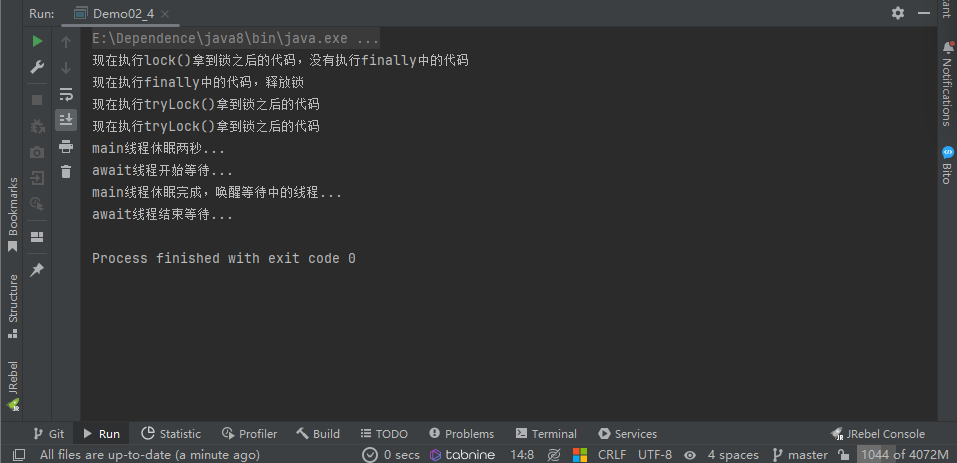 Run: Demo02_4
E:\Dependence\java8\bin\java.exe ...
现在执行lock()拿到锁之后的代码，没有执行finally中的代码
现在执行finally中的代码，释放锁
现在执行tryLock()拿到锁之后的代码
现在执行tryLock()拿到锁之后的代码
main线程休眠两秒...
await线程开始等待...
main线程休眠完成，唤醒等待中的线程...
await线程结束等待...
Process finished with exit code 0
Bookmarks
Structure
JRebel
Notifications
Bito
Git Run Statistic Profiler Build TODO Problems Terminal Services JRebel Console
All files are up-to-date (a minute ago) 0 secs tabnine 14:8 CRLF UTF-8 4 spaces master 1044 of 4072M